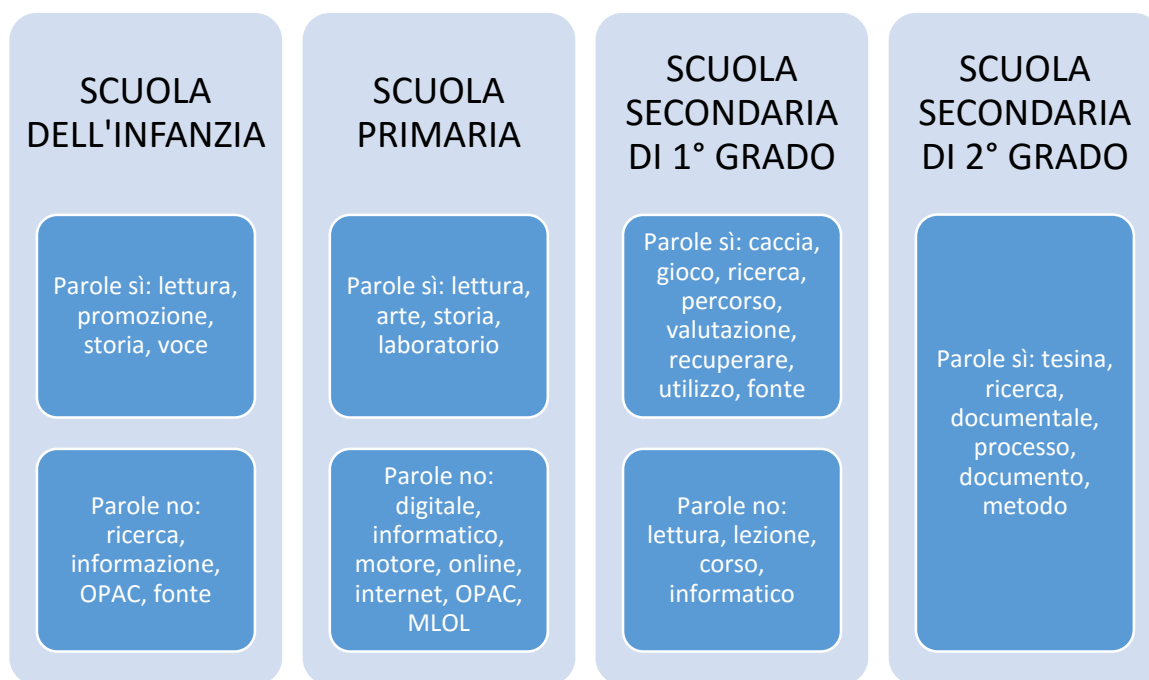 SCUOLA
DELL'INFANZIA
Parole sì: lettura,
promozione,
storia, voce
Parole no:
ricerca,
informazione,
OPAC, fonte
SCUOLA
PRIMARIA
Parole sì: lettura,
arte, storia,
laboratorio
Parole no:
digitale,
informatico,
motore, online,
internet, OPAC,
MLOL
SCUOLA
SECONDARIA
DI 1° GRADO
Parole sì: caccia,
gioco, ricerca,
percorso,
valutazione,
recuperare,
utilizzo, fonte
Parole no:
lettura, lezione,
corso,
informatico
SCUOLA
SECONDARIA
DI 2° GRADO
Parole sì: tesina,
ricerca,
documentale,
processo,
documento,
metodo